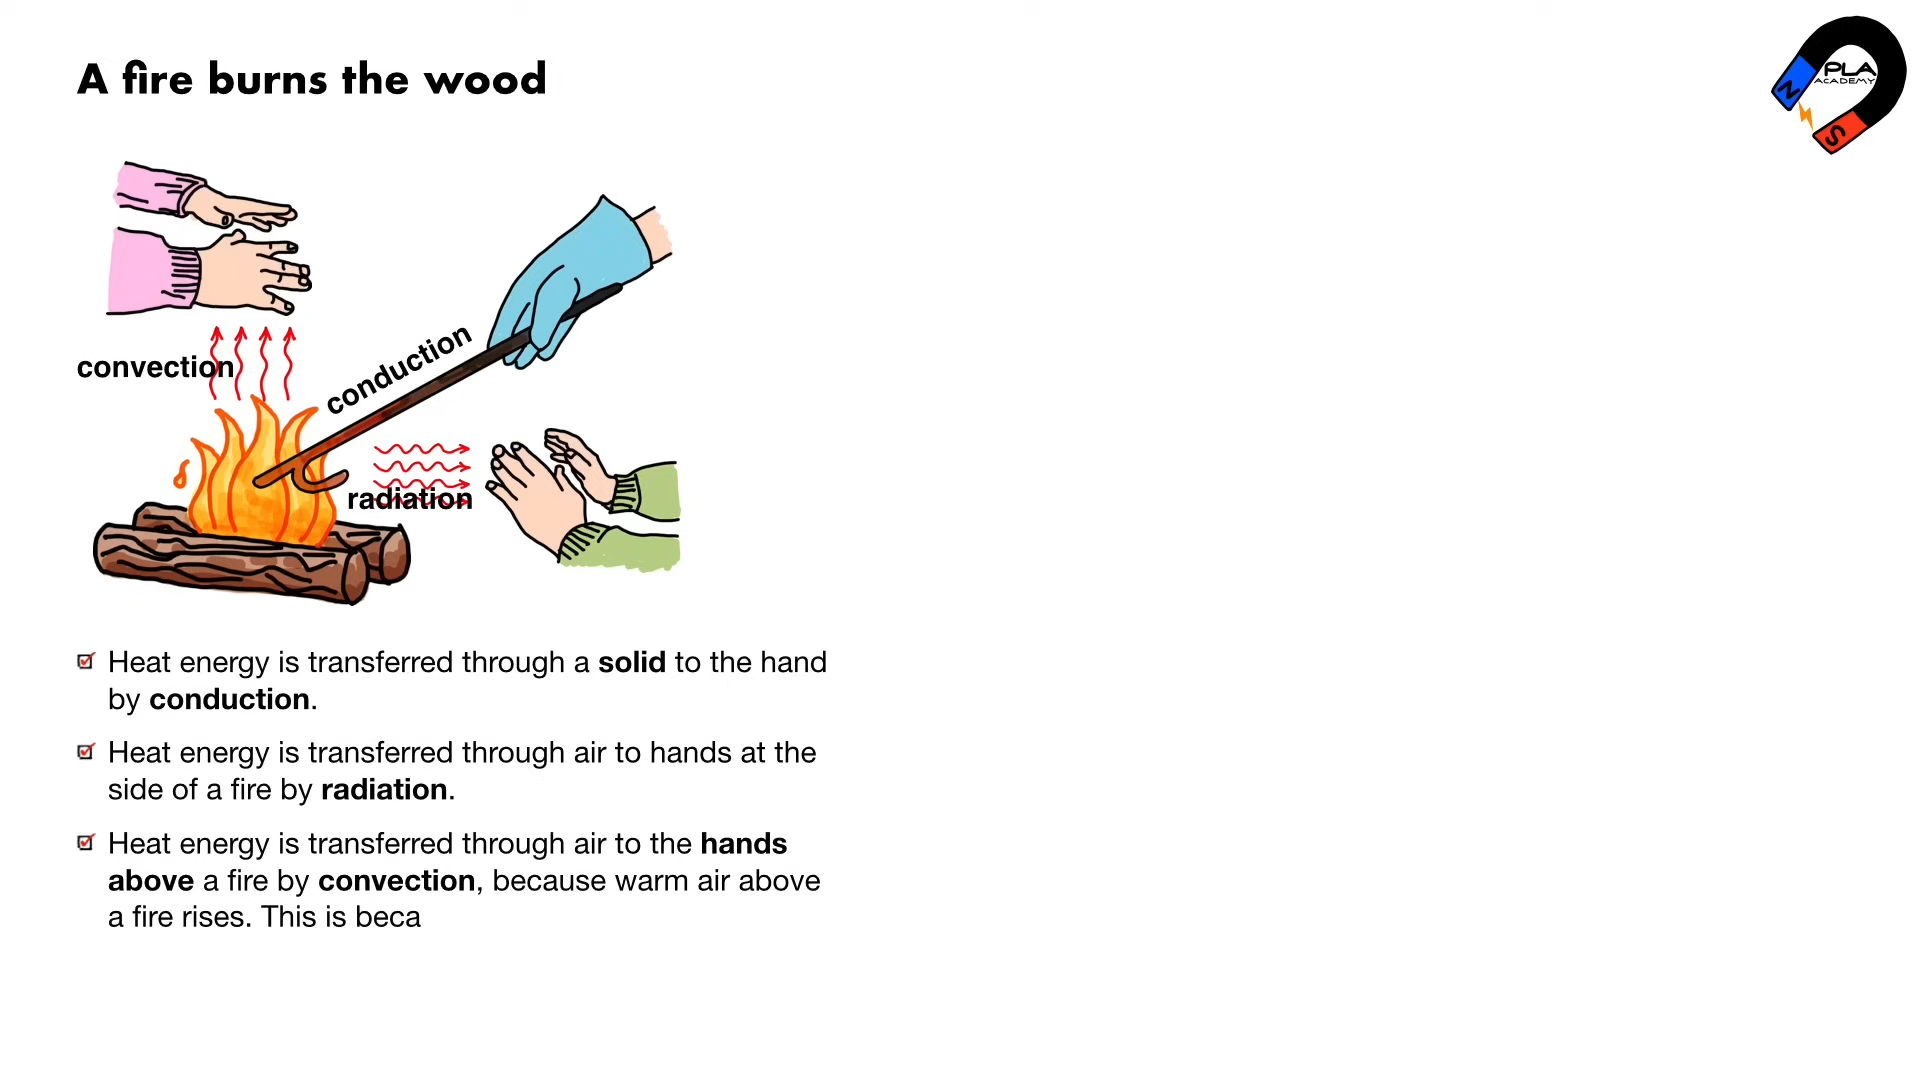 A fire burns the wood
PLA
ACADEMY
N
S
convection
conduction
radiation
Heat energy is transferred through a solid to the hand
by conduction.
Heat energy is transferred through air to hands at the
side of a fire by radiation.
Heat energy is transferred through air to the hands
above a fire by convection, because warm air above
a fire rises. This is beca